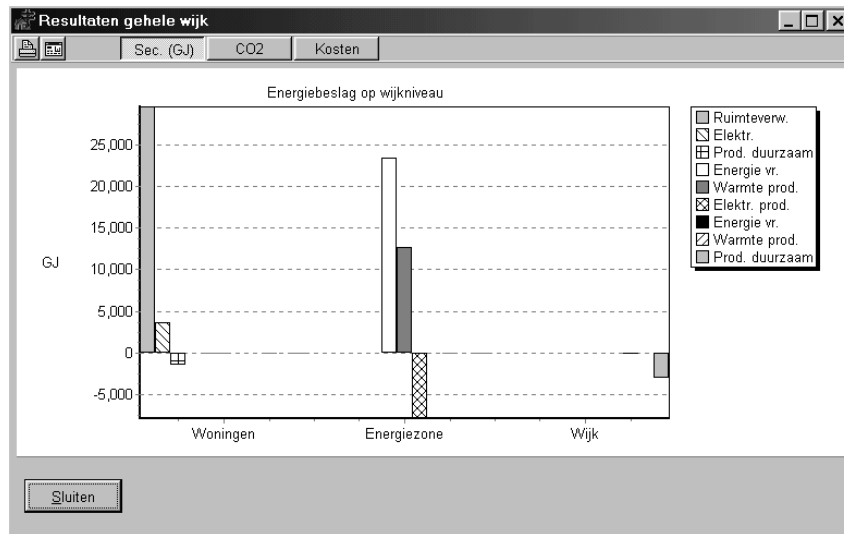 Resultaten gehele wijk
Sec. (GJ) CO2 Kosten
Energiebeslag op wijkniveau
GJ
25,000
20,000
15,000
10,000
5,000
0
-5,000
Woningen Energiezone Wijk
Ruimteverw.
Elektr.
Prod. duurzaam
Energie vr.
Warmte prod.
Elektr. prod.
Energie vr.
Warmte prod.
Prod. duurzaam
Sluiten